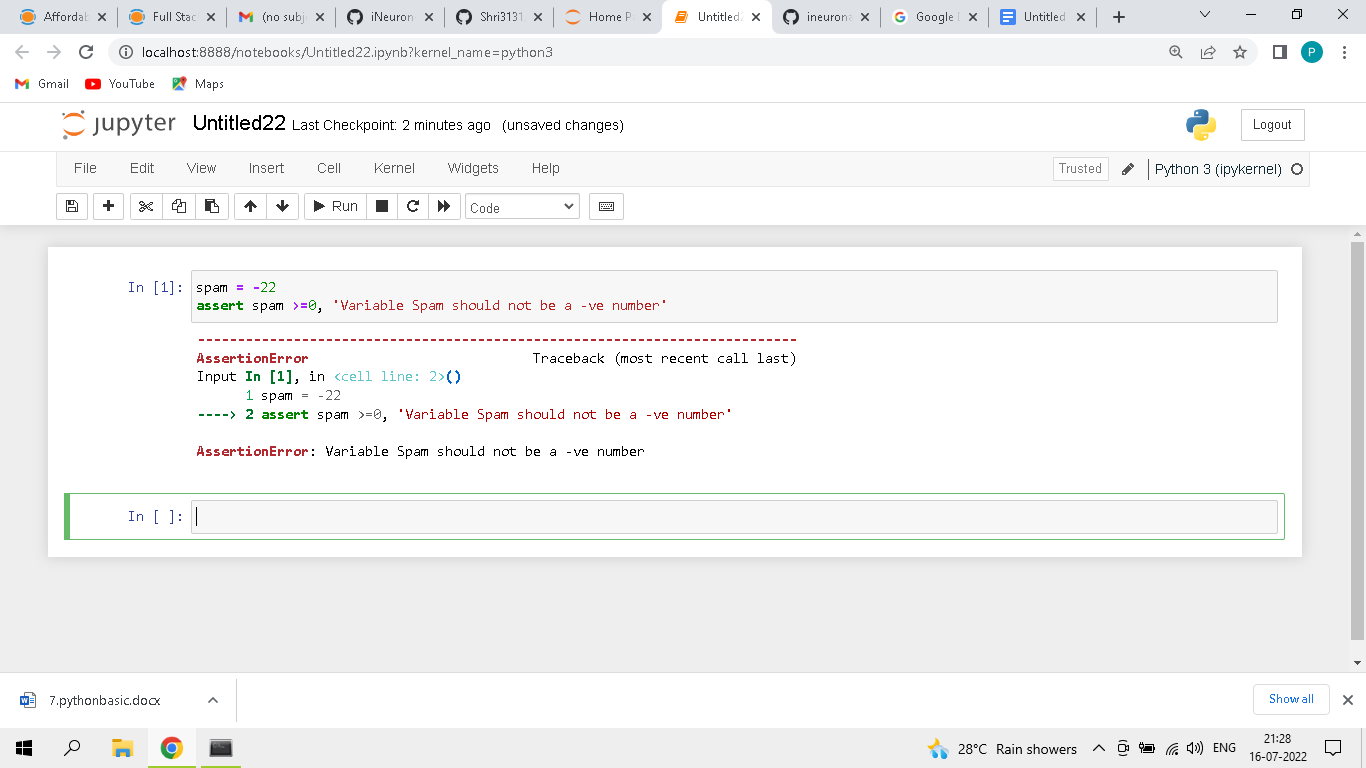 Affordab
Full Stac
(no subj
iNeuron
Abri3131
Home P
Untitled2
ineurona
Google L
Untitled
localhost:8888/notebooks/Untitled22.ipynb?kernel_name=python3
P
Gmail
YouTube
Maps
jupyter Untitled22 Last Checkpoint: 2 minutes ago (unsaved changes)
Logout
File Edit View Insert Cell Kernel Widgets Help
Trusted
Python 3 (ipykernel)
Run
Code
In [1]: spam = -22
assert spam >=0, 'Variable Spam should not be a -ve number'
---------------------------------------------------------------------------
AssertionError Traceback (most recent call last)
Input In [1], in <cell line: 2>()
1 spam = -22
----> 2 assert spam >=0, 'Variable Spam should not be a -ve number'
AssertionError: Variable Spam should not be a -ve number
In [ ]:
7.pythonbasic.docx
Show all
28°C Rain showers
ENG
21:28
16-07-2022